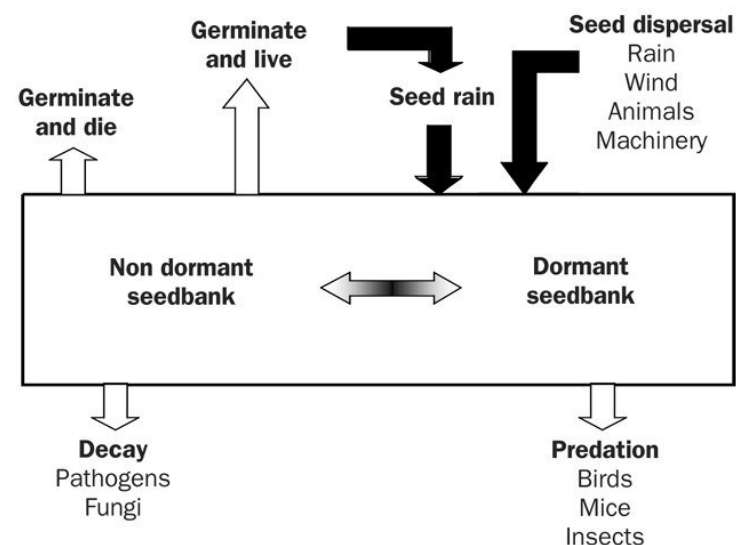 Germinate
and live
Seed dispersal
Rain
Wind
Animals
Machinery
Germinate
and die
Seed rain
Non dormant
seedbank
Dormant
seedbank
Decay
Pathogens
Fungi
Predation
Birds
Mice
Insects